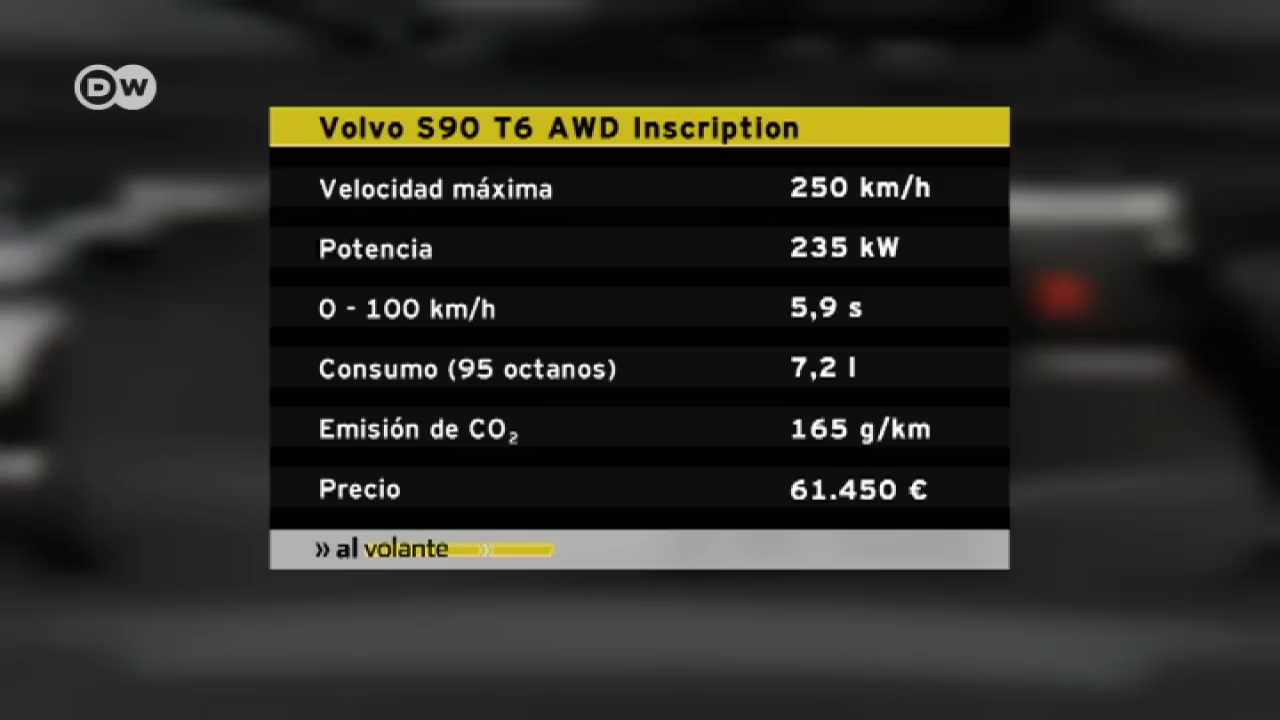 DW
Volvo S90 T6 AWD Inscription
Velocidad máxima 250 km/h
Potencia 235 kW
0 - 100 km/h 5,9 s
Consumo (95 octanos) 7,2 l
Emisión de CO₂ 165 g/km
Precio 61.450 €
» al volante